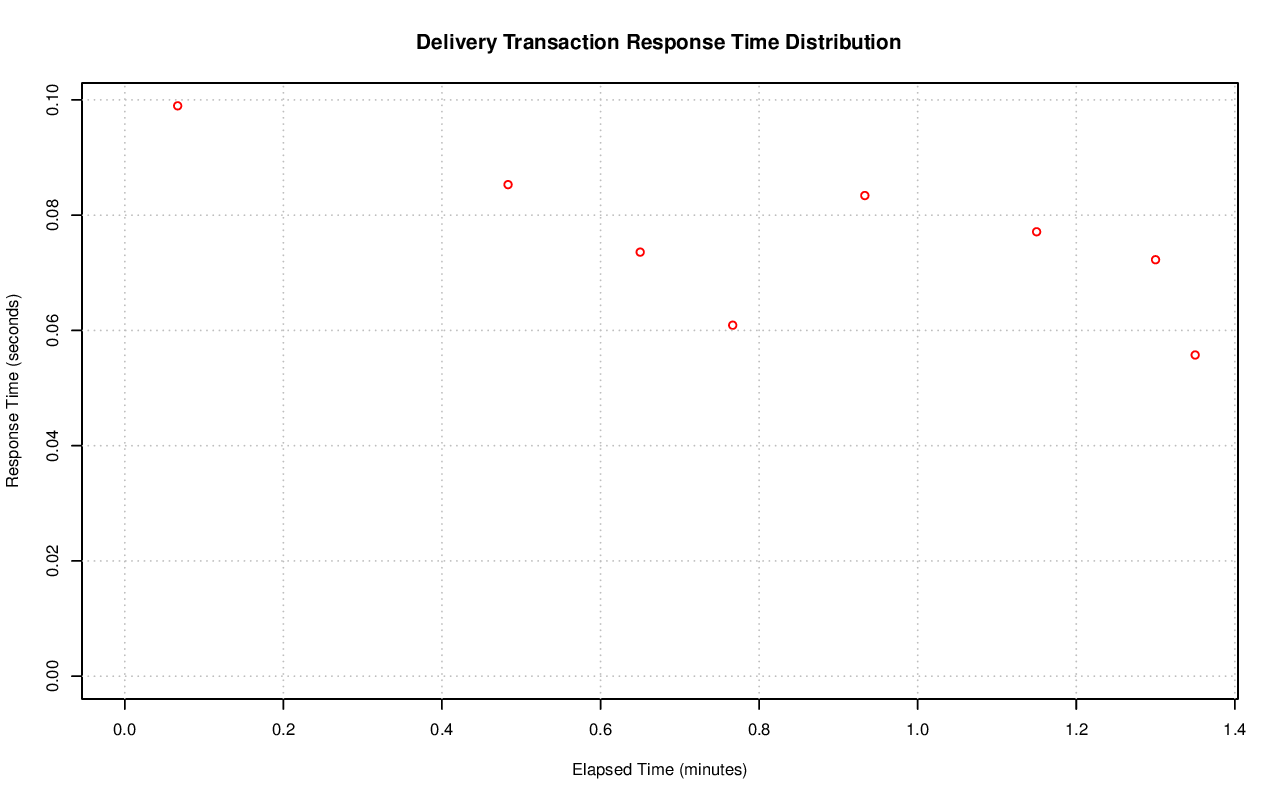 Delivery Transaction Response Time Distribution
Response Time (seconds)
0.10
0.08
0.06
0.04
0.02
0.00
0.0 0.2 0.4 0.6 0.8 1.0 1.2 1.4
Elapsed Time (minutes)